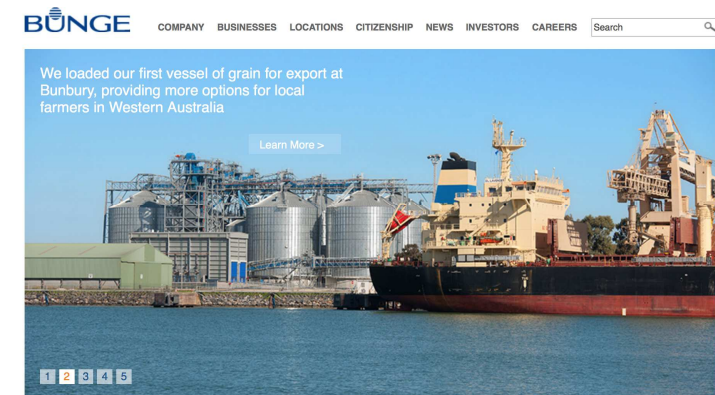 BUNGE
COMPANY BUSINESSES LOCATIONS CITIZENSHIP NEWS INVESTORS CAREERS Search
We loaded our first vessel of grain for export at
Bunbury, providing more options for local
farmers in Western Australia
Learn More >
1 2 3 4 5